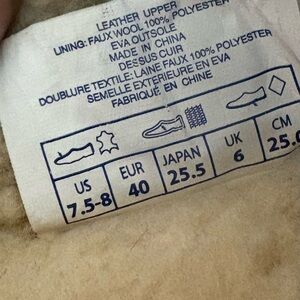 LEATHER UPPER
LINING: FAUX WOOL 100% POLYESTER
EVA OUTSOLE
MADE IN CHINA
DESSUS CUIR
DOUBLURE TEXTILE: LAINE FAUX 100% POLYESTER
SEMELLE EXTERIEURE EN EVA
FABRIQUE EN CHINE
US EUR JAPAN UK CM
7.5-8 40 25.5 6